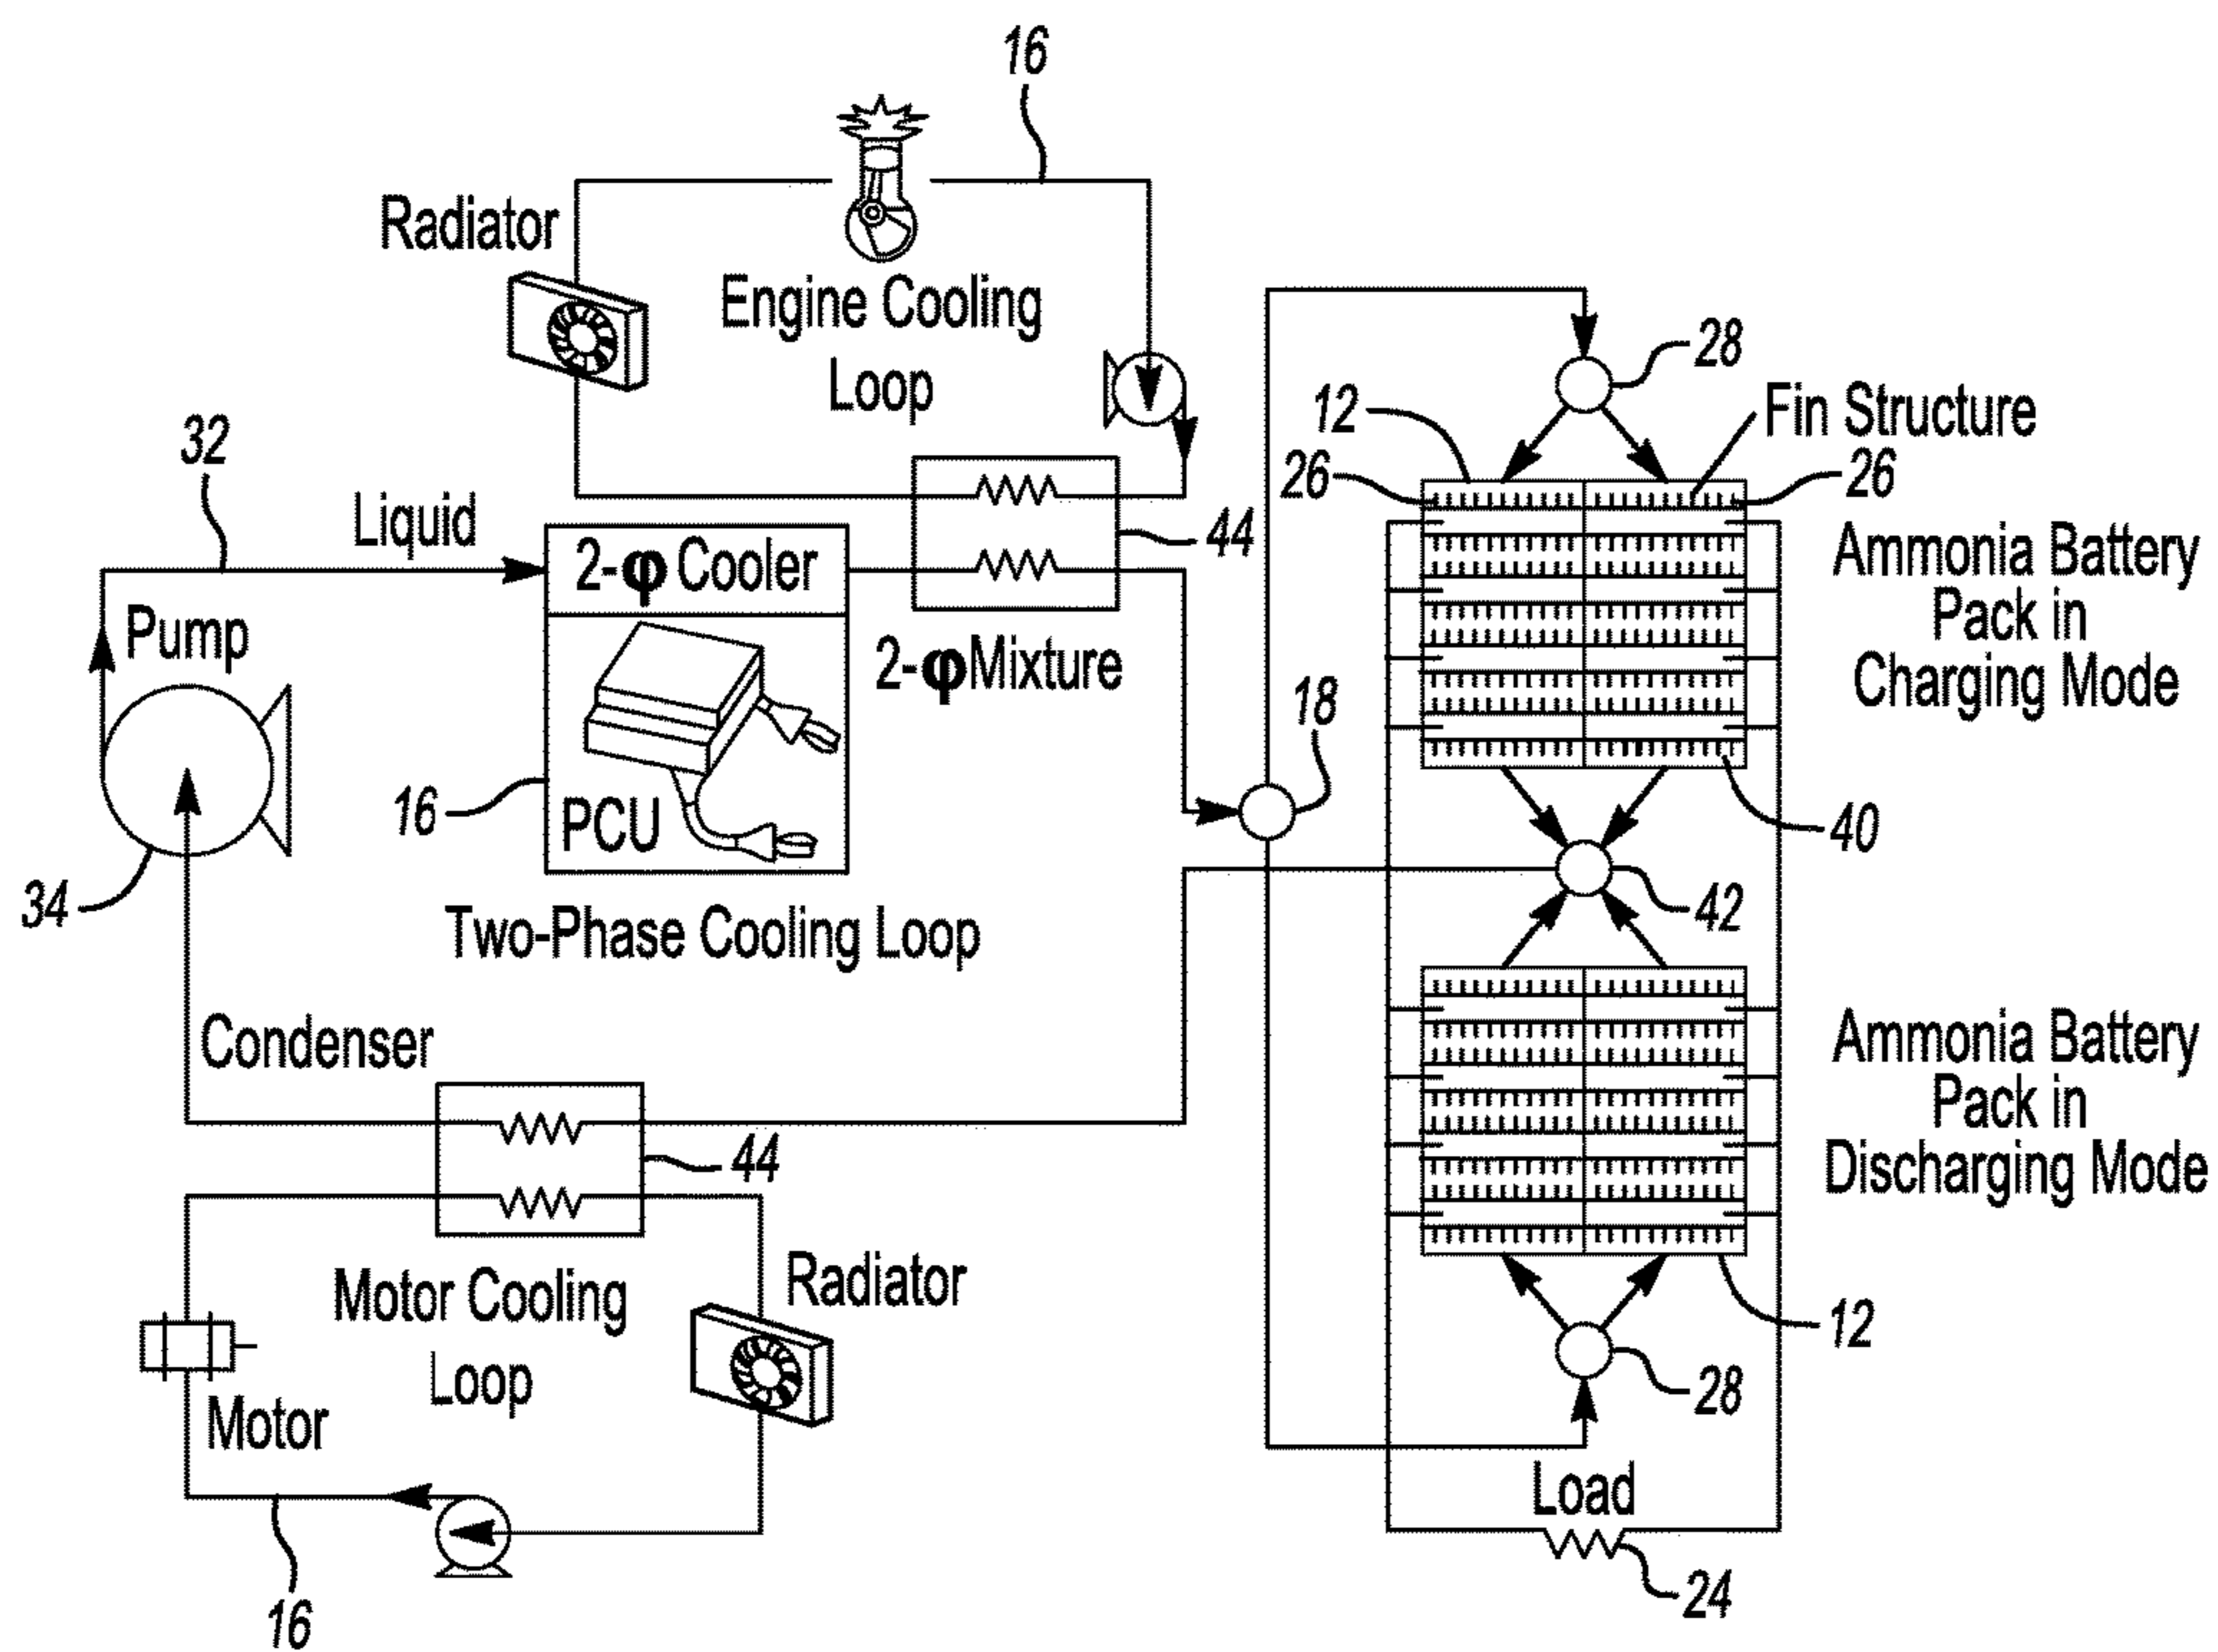 16
Radiator
Engine Cooling
Loop
28
12
Fin Structure
26
26
32
Liquid
2-φ Cooler
44
Ammonia Battery
Pack in
Charging Mode
Pump
2-φ Mixture
18
16
PCU
40
34
42
Two-Phase Cooling Loop
Condenser
44
Ammonia Battery
Pack in
Discharging Mode
Motor Cooling
Loop
Radiator
12
Motor
28
Load
16
24